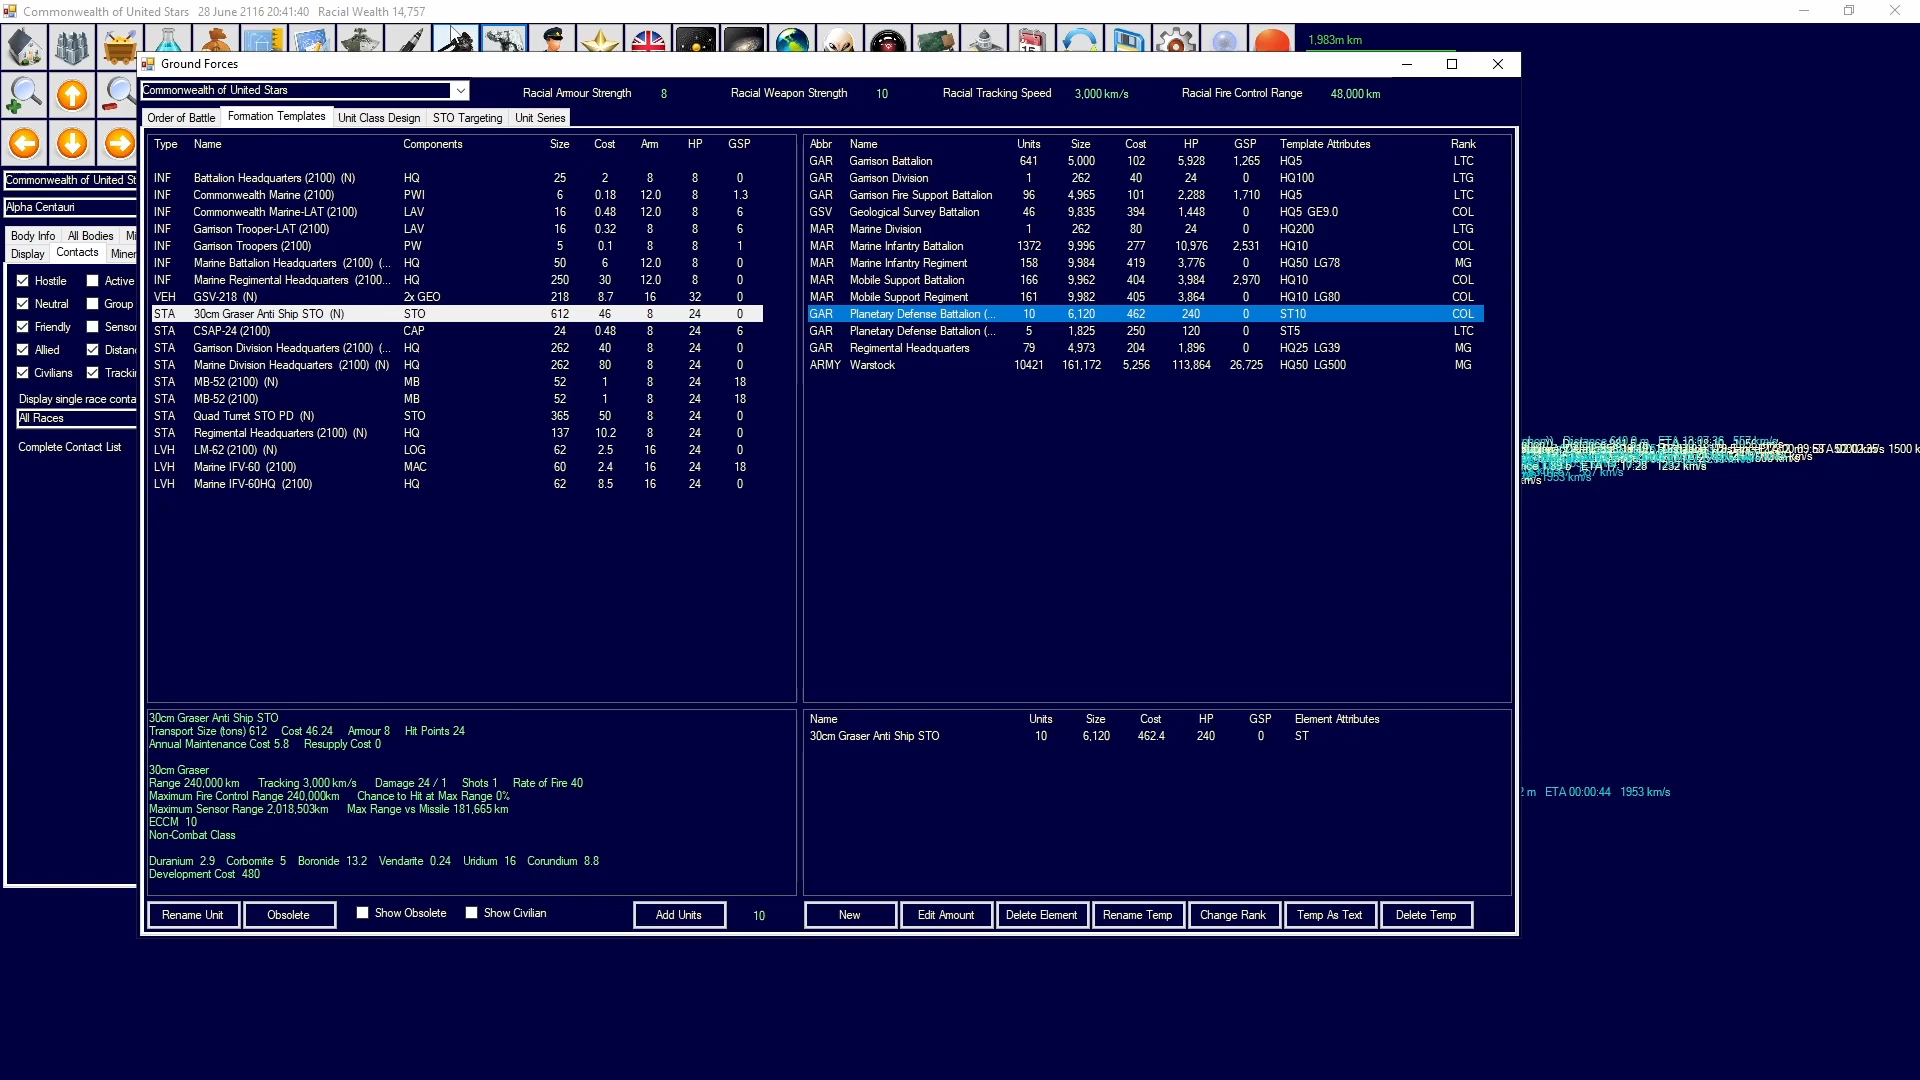 Commonwealth of United Stars   28 June 2116 20:41:40   Racial Wealth 14,757
1,983m km
Ground Forces
Commonwealth of United Stars   Racial Armour Strength   8   Racial Weapon Strength   10   Racial Tracking Speed   3,000 km/s   Racial Fire Control Range   48,000 km
Order of Battle   Formation Templates   Unit Class Design   STO Targeting   Unit Series
Commonwealth of United St
Alpha Centauri
Body Info   All Bodies   Mi
Display   Contacts   Miner
Hostile   Active
Neutral   Group
Friendly   Sensor
Allied   Distanc
Civilians   Trackin
Display single race conta
All Races
Complete Contact List
Type   Name   Components   Size   Cost   Arm   HP   GSP
INF   Battalion Headquarters (2100)  (N)   HQ   25   2   8   8   0
INF   Commonwealth Marine (2100)   PWI   6   0.18   12.0   8   1.3
INF   Commonwealth Marine-LAT (2100)   LAV   16   0.48   12.0   8   6
INF   Garrison Trooper-LAT (2100)   LAV   16   0.32   8   8   6
INF   Garrison Troopers (2100)   PW   5   0.1   8   8   1
INF   Marine Battalion Headquarters (2100)  (...   HQ   50   6   12.0   8   0
INF   Marine Regimental Headquarters  (2100...   HQ   250   30   12.0   8   0
VEH   GSV-218  (N)   2x GEO   218   8.7   16   32   0
STA   30cm Graser Anti Ship STO  (N)   STO   612   46   8   24   0
STA   CSAP-24 (2100)   CAP   24   0.48   8   24   6
STA   Garrison Division Headquarters (2100)  (...   HQ   262   40   8   24   0
STA   Marine Division Headquarters  (2100)  (N)   HQ   262   80   8   24   0
STA   MB-52 (2100)  (N)   MB   52   1   8   24   18
STA   MB-52 (2100)   MB   52   1   8   24   18
STA   Quad Turret STO PD  (N)   STO   365   50   8   24   0
STA   Regimental Headquarters (2100)  (N)   HQ   137   10.2   8   24   0
LVH   LM-62 (2100)  (N)   LOG   62   2.5   16   24   0
LVH   Marine IFV-60  (2100)   MAC   60   2.4   16   24   18
LVH   Marine IFV-60HQ  (2100)   HQ   62   8.5   16   24   0
Abbr   Name   Units   Size   Cost   HP   GSP   Template Attributes   Rank
GAR   Garrison Battalion   641   5,000   102   5,928   1,265   HQ5   LTC
GAR   Garrison Division   1   262   40   24   0   HQ100   LTG
GAR   Garrison Fire Support Battalion   96   4,965   101   2,288   1,710   HQ5   LTC
GSV   Geological Survey Battalion   46   9,835   394   1,448   0   HQ5  GE9.0   COL
MAR   Marine Division   1   262   80   24   0   HQ200   LTG
MAR   Marine Infantry Battalion   1372   9,996   277   10,976   2,531   HQ10   COL
MAR   Marine Infantry Regiment   158   9,984   419   3,776   0   HQ50  LG78   MG
MAR   Mobile Support Battalion   166   9,962   404   3,984   2,970   HQ10   COL
MAR   Mobile Support Regiment   161   9,982   405   3,864   0   HQ10  LG80   COL
GAR   Planetary Defense Battalion (...   10   6,120   462   240   0   ST10   COL
GAR   Planetary Defense Battalion (...   5   1,825   250   120   0   ST5   LTC
GAR   Regimental Headquarters   79   4,973   204   1,896   0   HQ25  LG39   MG
ARMY   Warstock   10421   161,172   5,256   113,864   26,725   HQ50  LG500   MG
30cm Graser Anti Ship STO
Transport Size (tons) 612   Cost 46.24   Armour 8   Hit Points 24
Annual Maintenance Cost 5.8   Resupply Cost 0
30cm Graser
Range 240,000 km   Tracking 3,000 km/s   Damage 24 / 1   Shots 1   Rate of Fire 40
Maximum Fire Control Range 240,000km   Chance to Hit at Max Range 0%
Maximum Sensor Range 2,018,503km   Max Range vs Missile 181,665 km
ECCM  10
Non-Combat Class
Duranium  2.9   Corbomite  5   Boronide  13.2   Vendarite  0.24   Uridium  16   Corundium  8.8
Development Cost  480
Name   Units   Size   Cost   HP   GSP   Element Attributes
30cm Graser Anti Ship STO   10   6,120   462.4   240   0   ST
Rename Unit   Obsolete   Show Obsolete   Show Civilian   Add Units   10   New   Edit Amount   Delete Element   Rename Temp   Change Rank   Temp As Text   Delete Temp
1953 km/s
2 m   ETA 00:00:44   1953 km/s